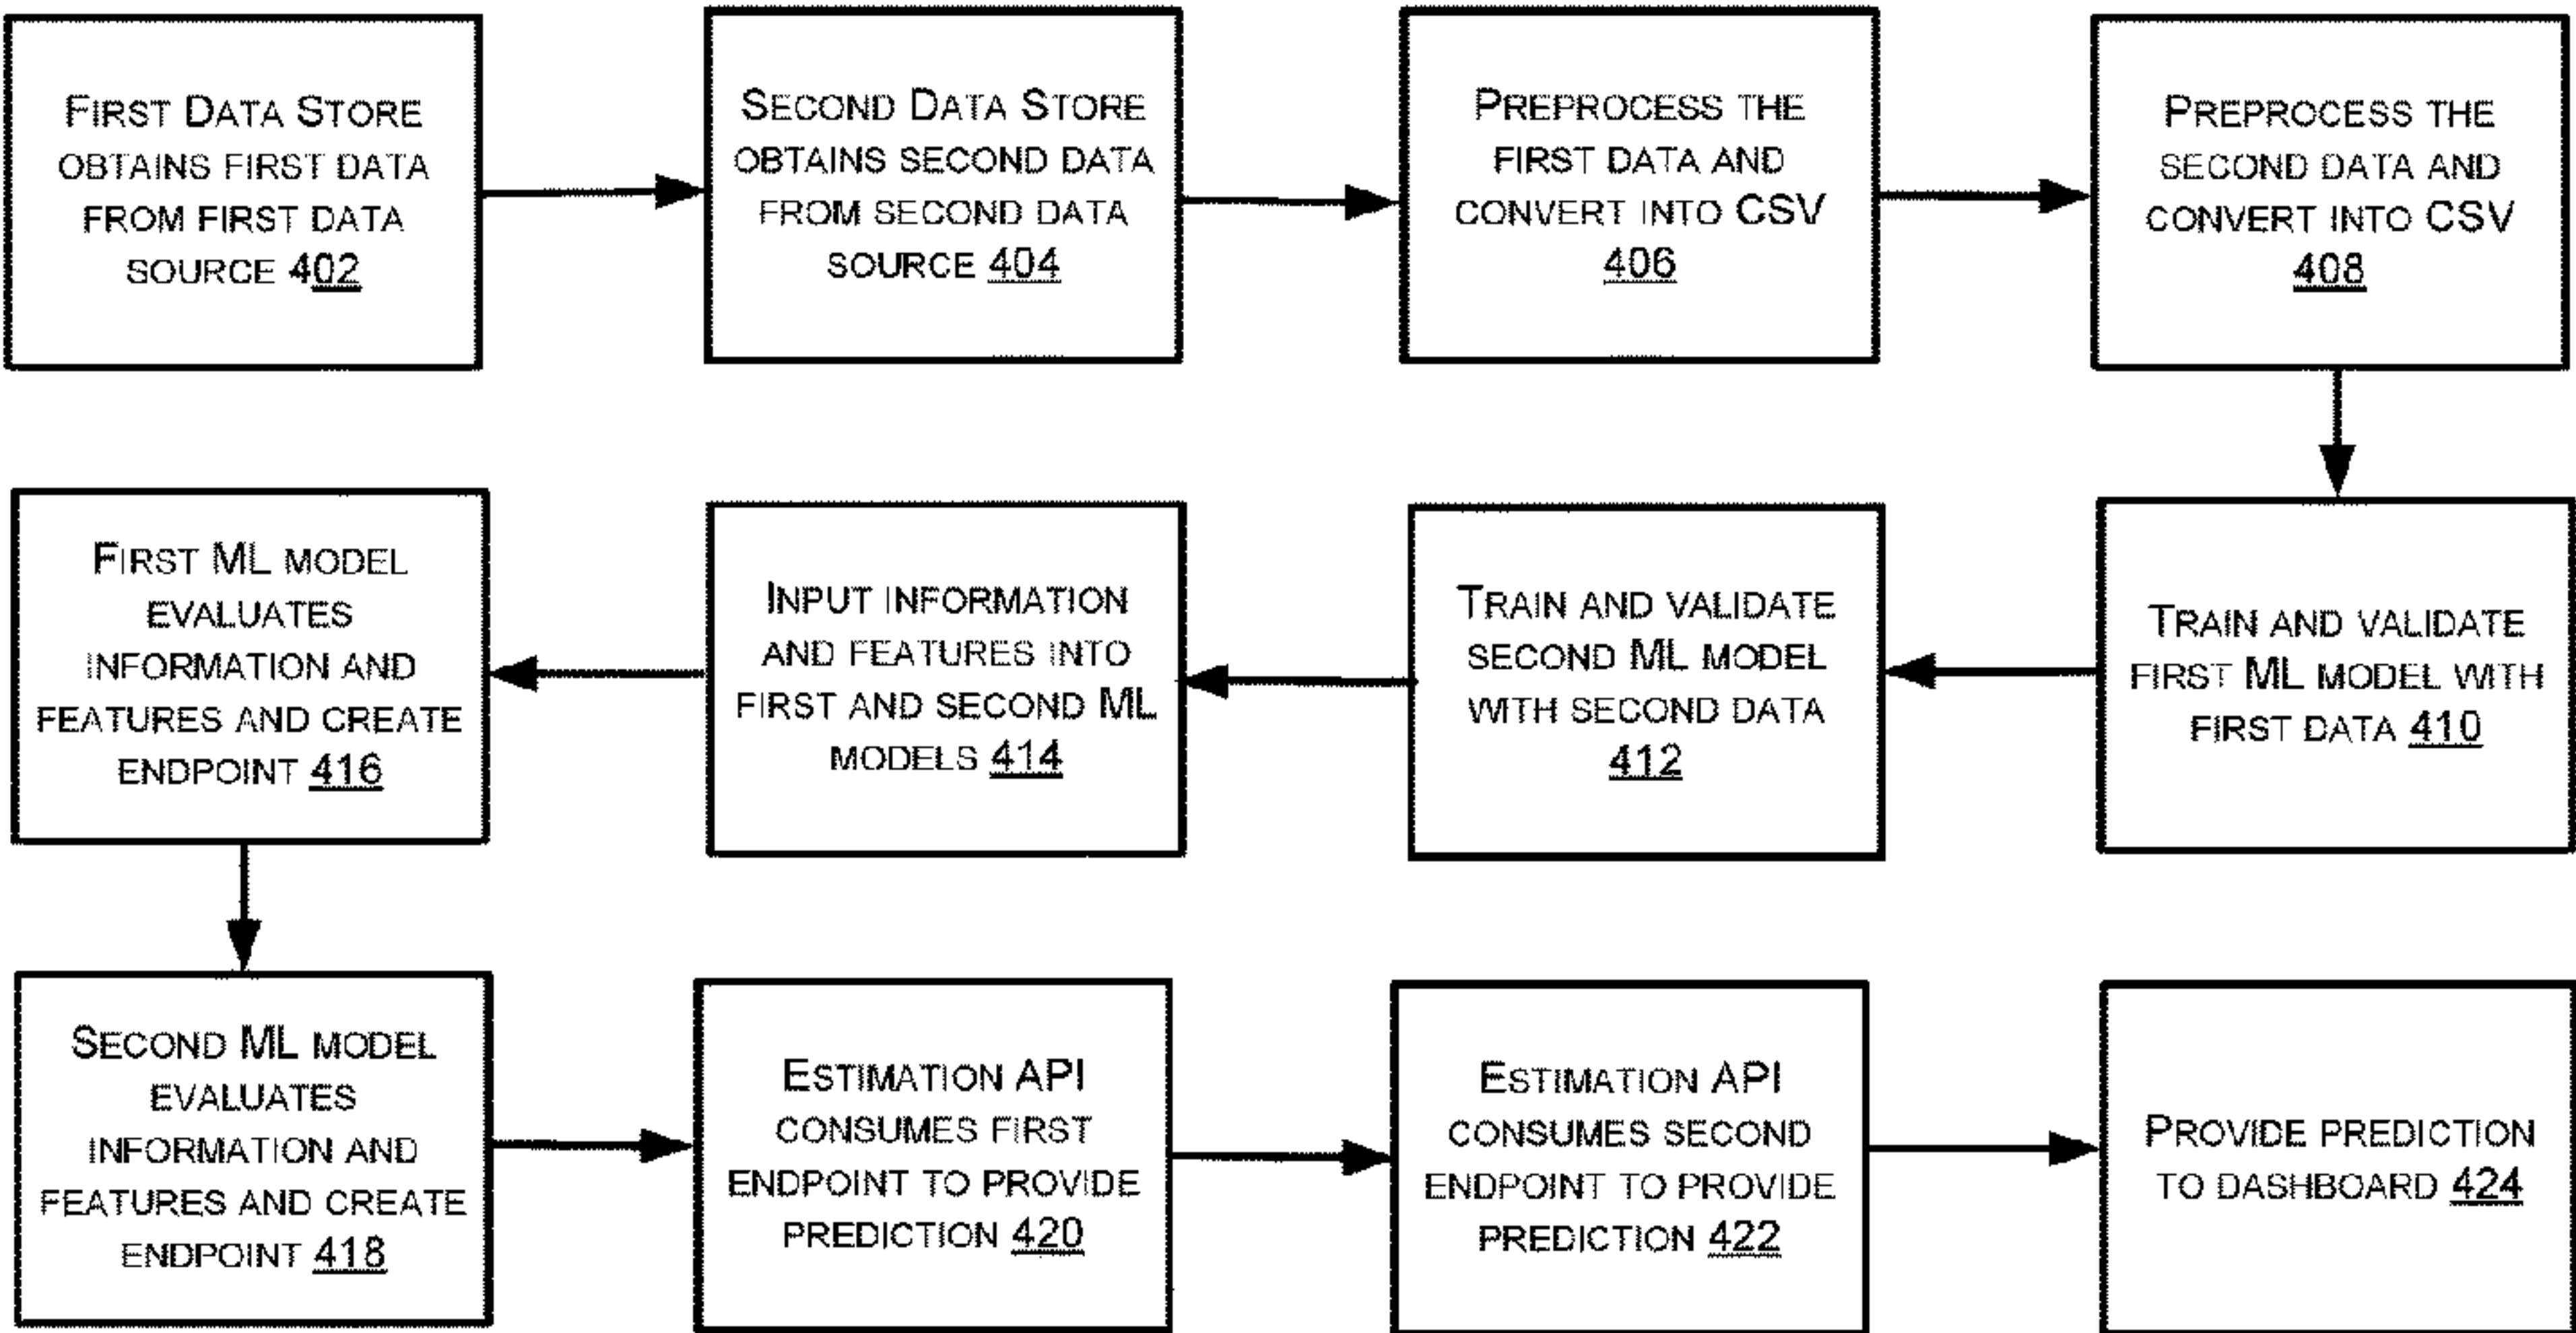 FIRST DATA STORE
OBTAINS FIRST DATA
FROM FIRST DATA
SOURCE 402
SECOND DATA STORE
OBTAINS SECOND DATA
FROM SECOND DATA
SOURCE 404
PREPROCESS THE
FIRST DATA AND
CONVERT INTO CSV
406
PREPROCESS THE
SECOND DATA AND
CONVERT INTO CSV
408
TRAIN AND VALIDATE
FIRST ML MODEL WITH
FIRST DATA 410
TRAIN AND VALIDATE
SECOND ML MODEL
WITH SECOND DATA
412
INPUT INFORMATION
AND FEATURES INTO
FIRST AND SECOND ML
MODELS 414
FIRST ML MODEL
EVALUATES
INFORMATION AND
FEATURES AND CREATE
ENDPOINT 416
SECOND ML MODEL
EVALUATES
INFORMATION AND
FEATURES AND CREATE
ENDPOINT 418
ESTIMATION API
CONSUMES FIRST
ENDPOINT TO PROVIDE
PREDICTION 420
ESTIMATION API
CONSUMES SECOND
ENDPOINT TO PROVIDE
PREDICTION 422
PROVIDE PREDICTION
TO DASHBOARD 424